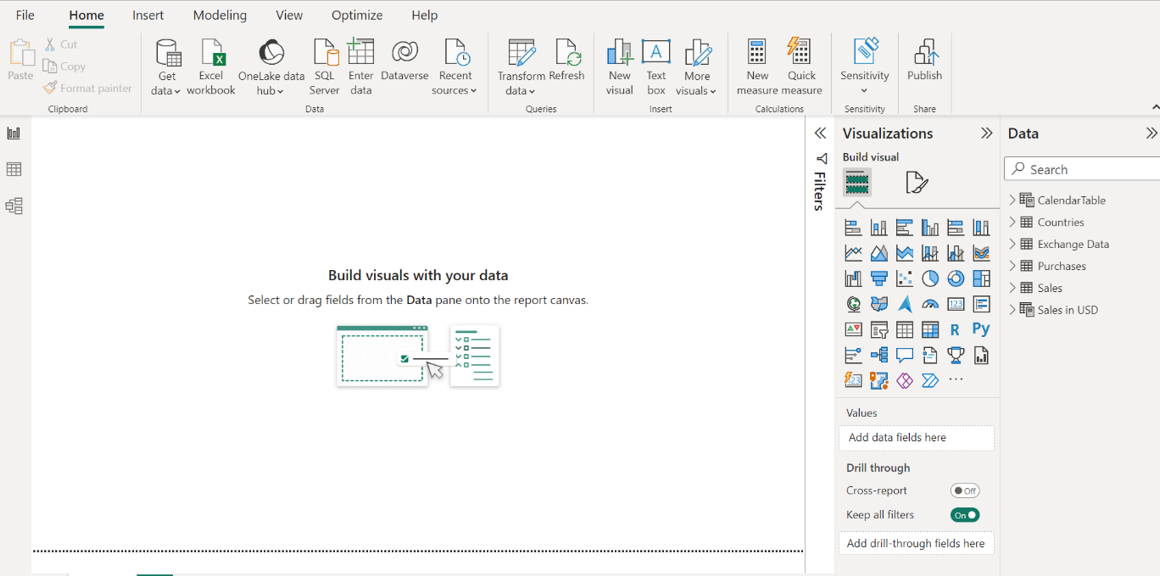 File Home Insert Modeling View Optimize Help
Paste
Cut
Copy
Format painter
Clipboard
Get data
Excel workbook
OneLake data hub
SQL Server
Enter data
Dataverse
Recent sources
Data
Transform data
Refresh
Queries
New visual
Text box
More visuals
Insert
New measure
Quick measure
Calculations
Sensitivity
Sensitivity
Publish
Share
Build visuals with your data
Select or drag fields from the Data pane onto the report canvas.
Filters
Visualizations
Build visual
R Py
Values
Add data fields here
Drill through
Cross-report Off
Keep all filters On
Add drill-through fields here
Data
Search
CalendarTable
Countries
Exchange Data
Purchases
Sales
Sales in USD